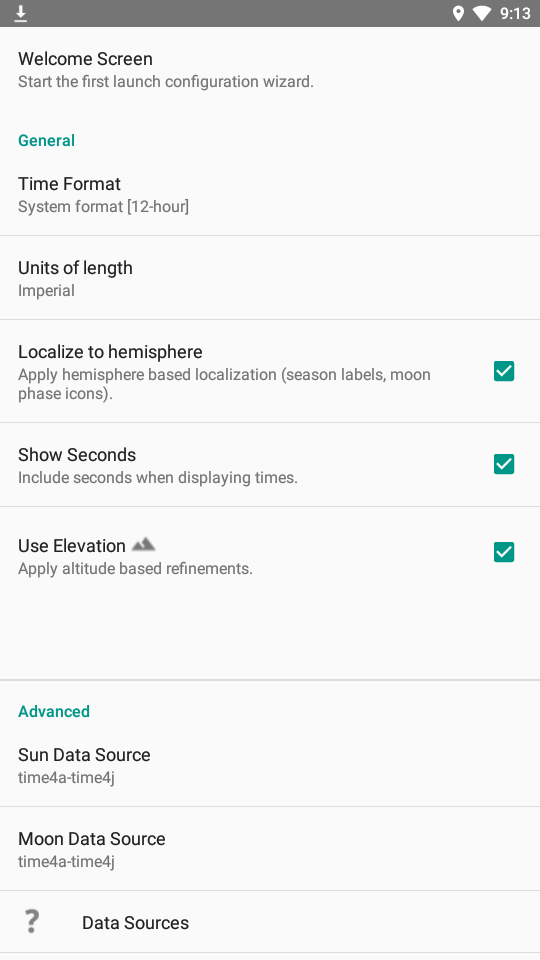 9:13
Welcome Screen
Start the first launch configuration wizard.
General
Time Format
System format [12-hour]
Units of length
Imperial
Localize to hemisphere
Apply hemisphere based localization (season labels, moon
phase icons).
Show Seconds
Include seconds when displaying times.
Use Elevation
Apply altitude based refinements.
Advanced
Sun Data Source
time4a-time4j
Moon Data Source
time4a-time4j
Data Sources